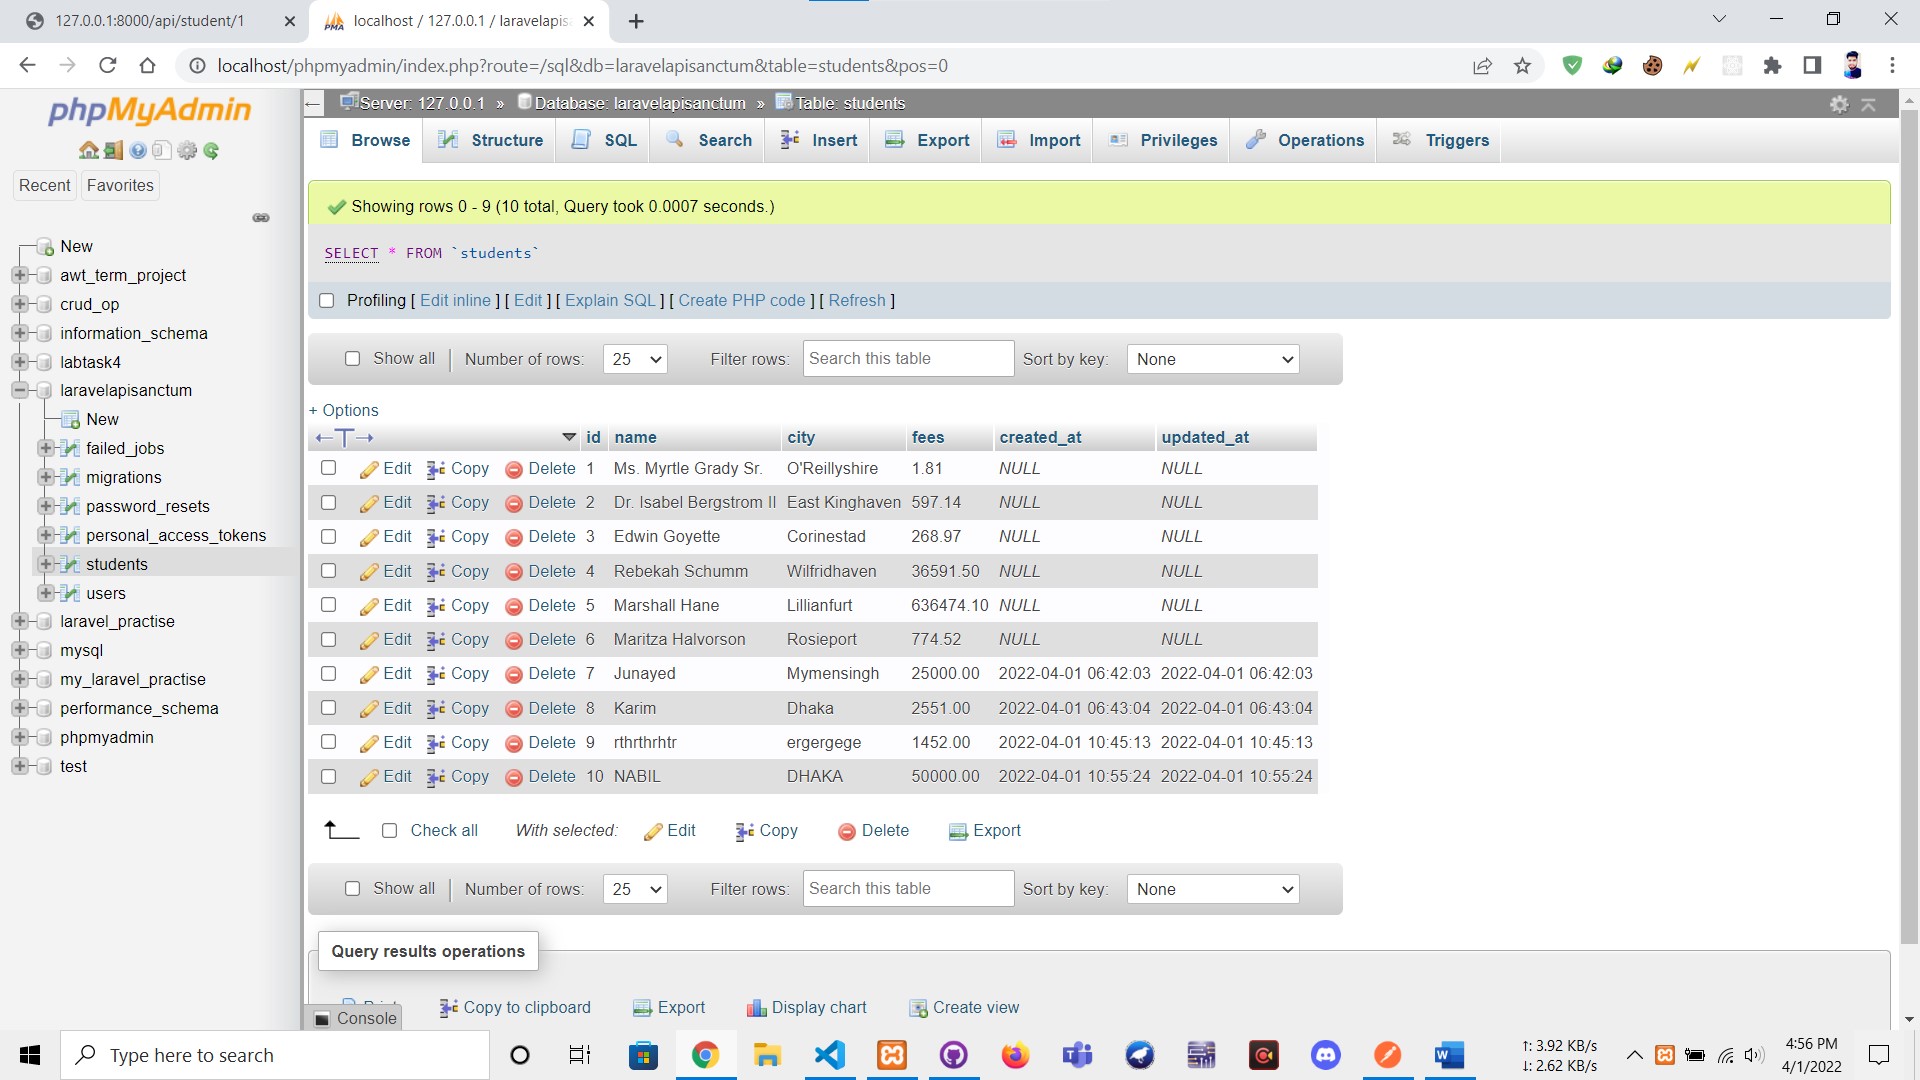 127.0.0.1:8000/api/student/1
localhost / 127.0.0.1 / laravelapis
localhost/phpmyadmin/index.php?route=/sql&db=laravelapisanctum&table=students&pos=0
phpMyAdmin
Recent Favorites
New
awt_term_project
crud_op
information_schema
labtask4
laravelapisanctum
New
failed_jobs
migrations
password_resets
personal_access_tokens
students
users
laravel_practise
mysql
my_laravel_practise
performance_schema
phpmyadmin
test
Server: 127.0.0.1 » Database: laravelapisanctum » Table: students
Browse Structure SQL Search Insert Export Import Privileges Operations Triggers
Showing rows 0 - 9 (10 total, Query took 0.0007 seconds.)
SELECT * FROM `students`
Profiling [ Edit inline ] [ Edit ] [ Explain SQL ] [ Create PHP code ] [ Refresh ]
Show all Number of rows: 25 Filter rows: Search this table Sort by key: None
+ Options
←T→ id name city fees created_at updated_at
Edit Copy Delete 1 Ms. Myrtle Grady Sr. O'Reillyshire 1.81 NULL NULL
Edit Copy Delete 2 Dr. Isabel Bergstrom II East Kinghaven 597.14 NULL NULL
Edit Copy Delete 3 Edwin Goyette Corinestad 268.97 NULL NULL
Edit Copy Delete 4 Rebekah Schumm Wilfridhaven 36591.50 NULL NULL
Edit Copy Delete 5 Marshall Hane Lillianfurt 636474.10 NULL NULL
Edit Copy Delete 6 Maritza Halvorson Rosieport 774.52 NULL NULL
Edit Copy Delete 7 Junayed Mymensingh 25000.00 2022-04-01 06:42:03 2022-04-01 06:42:03
Edit Copy Delete 8 Karim Dhaka 2551.00 2022-04-01 06:43:04 2022-04-01 06:43:04
Edit Copy Delete 9 rthrthrhtr ergergege 1452.00 2022-04-01 10:45:13 2022-04-01 10:45:13
Edit Copy Delete 10 NABIL DHAKA 50000.00 2022-04-01 10:55:24 2022-04-01 10:55:24
Check all With selected: Edit Copy Delete Export
Show all Number of rows: 25 Filter rows: Search this table Sort by key: None
Query results operations
Print Copy to clipboard Export Display chart Create view
Console
Type here to search
↑: 3.92 KB/s
↓: 2.62 KB/s
4:56 PM
4/1/2022